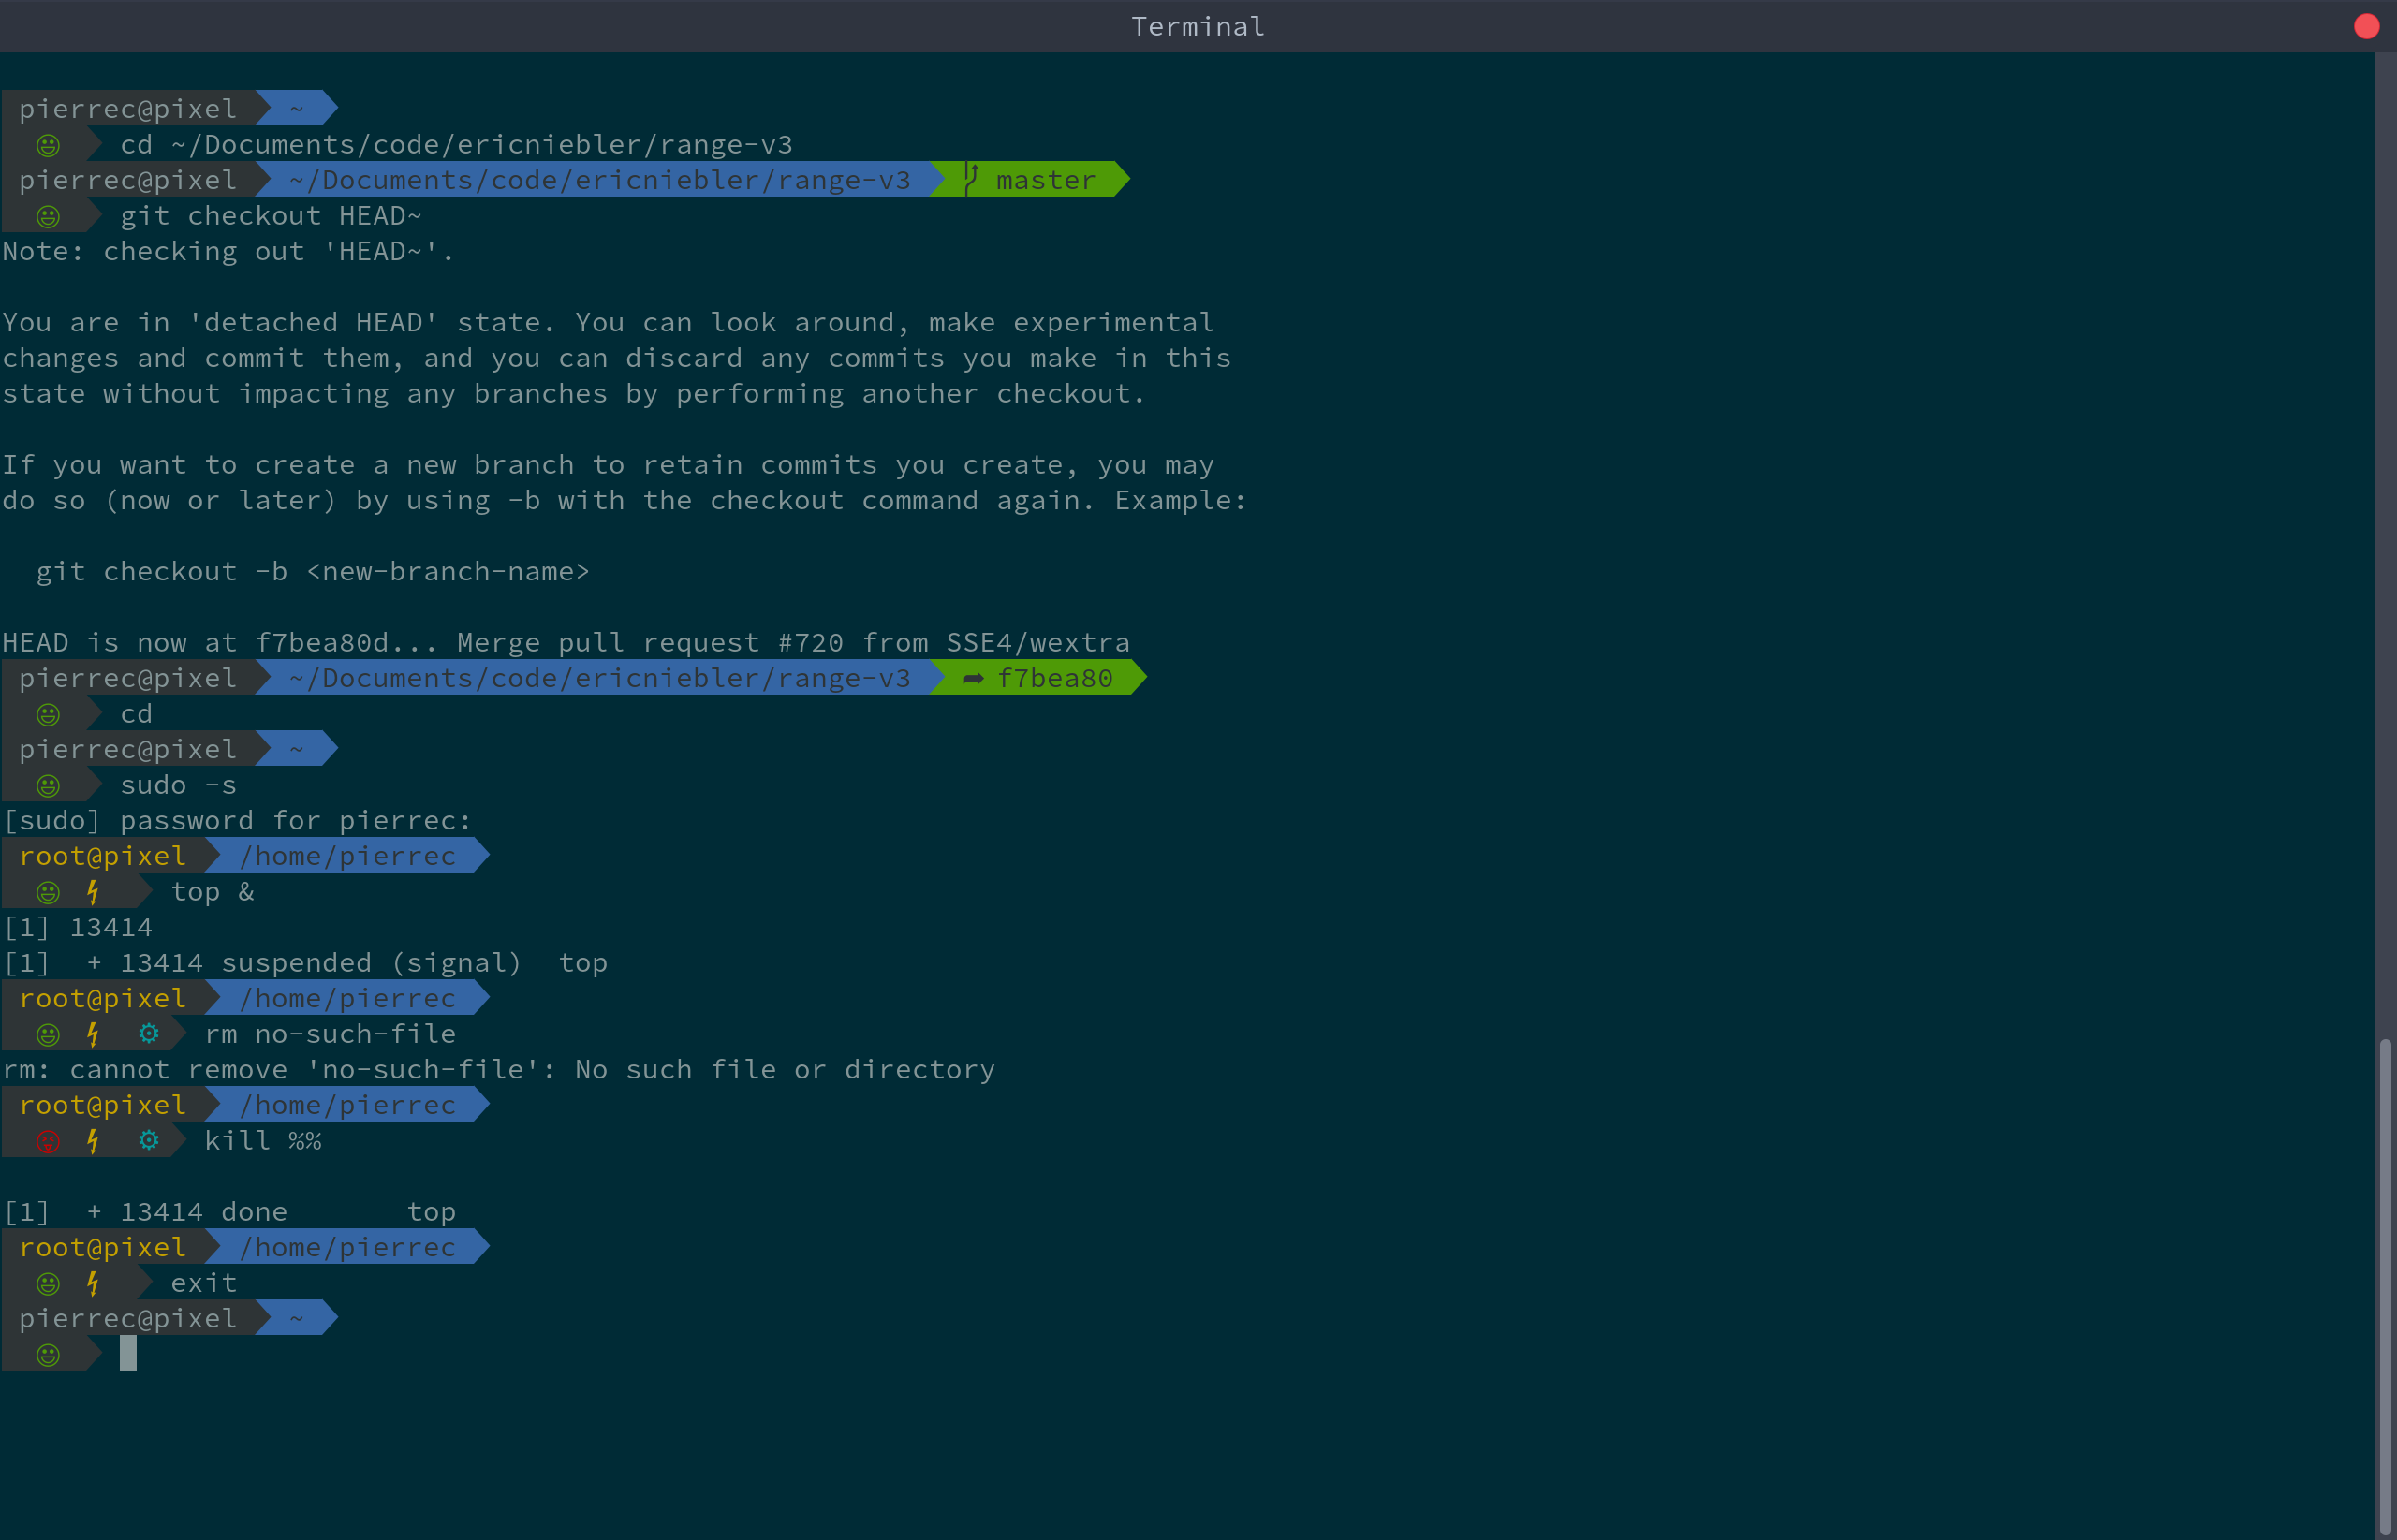 Terminal
pierrec@pixel ~
cd ~/Documents/code/ericniebler/range-v3
pierrec@pixel ~/Documents/code/ericniebler/range-v3 master
git checkout HEAD~
Note: checking out 'HEAD~'.
You are in 'detached HEAD' state. You can look around, make experimental
changes and commit them, and you can discard any commits you make in this
state without impacting any branches by performing another checkout.
If you want to create a new branch to retain commits you create, you may
do so (now or later) by using -b with the checkout command again. Example:
git checkout -b <new-branch-name>
HEAD is now at f7bea80d... Merge pull request #720 from SSE4/wextra
pierrec@pixel ~/Documents/code/ericniebler/range-v3 ➦ f7bea80
cd
pierrec@pixel ~
sudo -s
[sudo] password for pierrec:
root@pixel /home/pierrec
top &
[1] 13414
[1]  + 13414 suspended (signal)  top
root@pixel /home/pierrec
rm no-such-file
rm: cannot remove 'no-such-file': No such file or directory
root@pixel /home/pierrec
kill %%
[1]  + 13414 done       top
root@pixel /home/pierrec
exit
pierrec@pixel ~